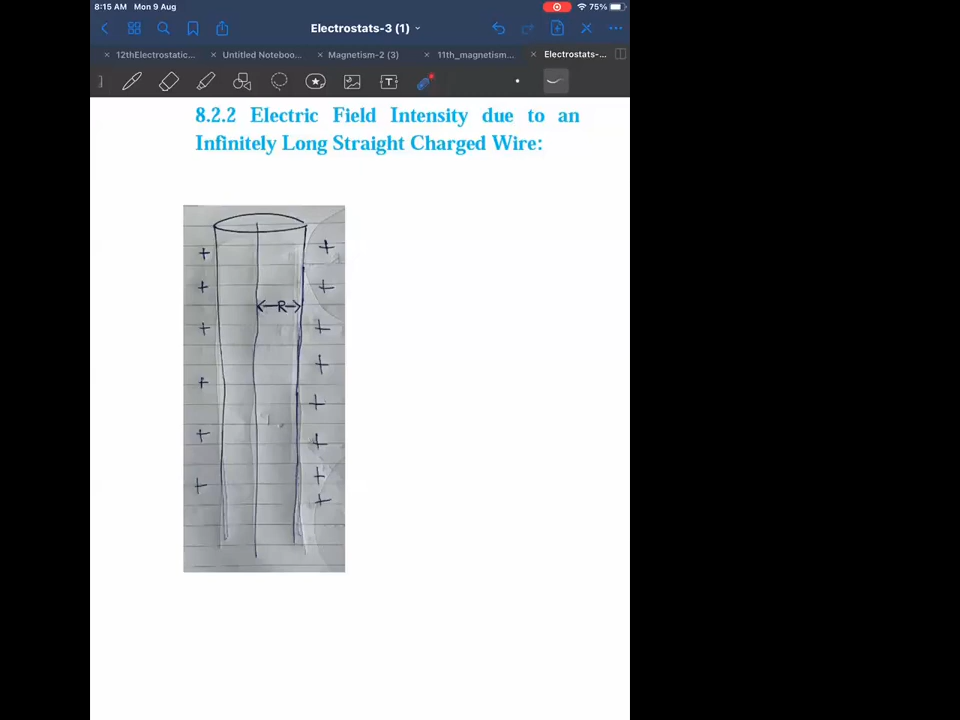 8:15 AM Mon 9 Aug
75%
Electrostats-3 (1)
12thElectrostatic...
Untitled Noteboo...
Magnetism-2 (3)
11th_magnetism...
Electrostats-...
8.2.2 Electric Field Intensity due to an
Infinitely Long Straight Charged Wire:
+ +
+ +
R
+ +
+
+
+
+ +
+
+
+